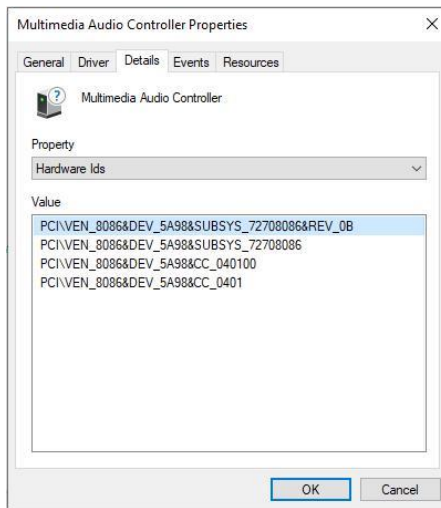 Multimedia Audio Controller Properties
General Driver Details Events Resources
Multimedia Audio Controller
Property
Hardware Ids
Value
PCI\VEN_8086&DEV_5A98&SUBSYS_72708086&REV_0B
PCI\VEN_8086&DEV_5A98&SUBSYS_72708086
PCI\VEN_8086&DEV_5A98&CC_040100
PCI\VEN_8086&DEV_5A98&CC_0401
OK Cancel